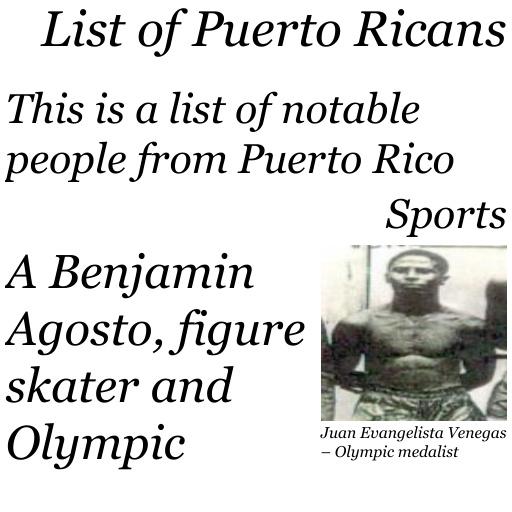 List of Puerto Ricans
This is a list of notable
people from Puerto Rico
Sports
A Benjamin
Agosto, figure
skater and
Olympic
Juan Evangelista Venegas
– Olympic medalist